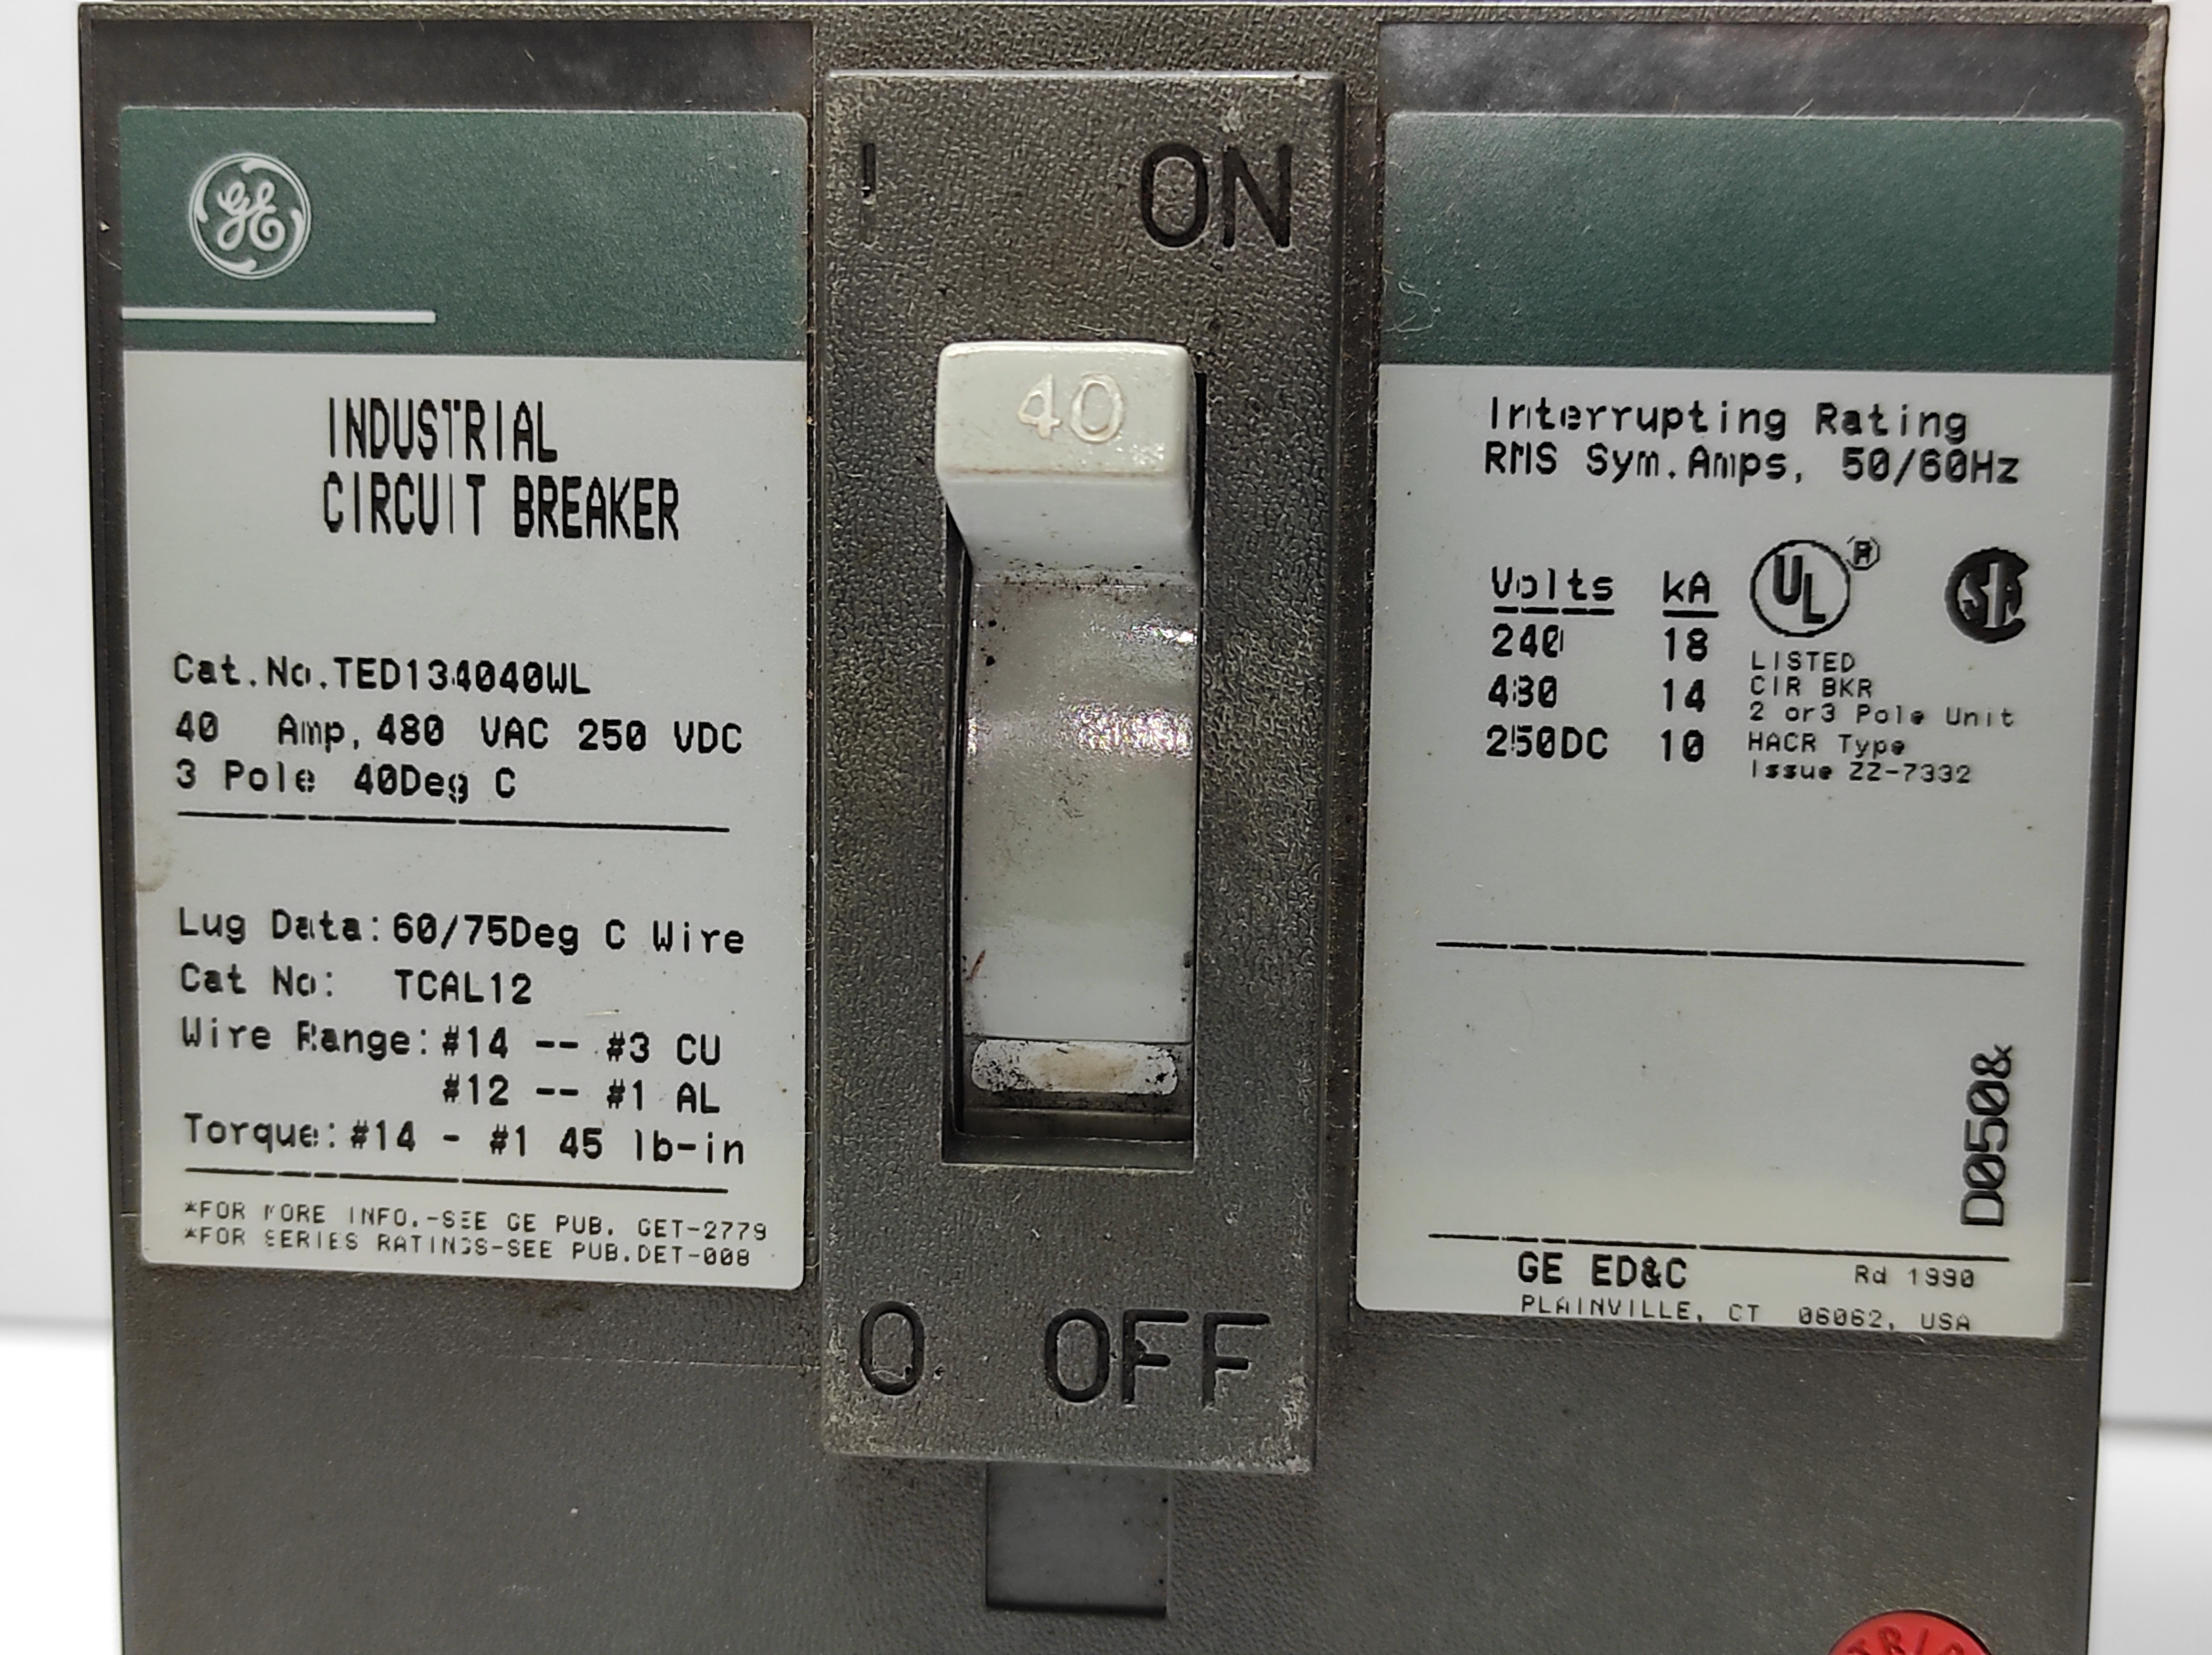 GE
INDUSTRIAL
CIRCUIT BREAKER
Cat.No.TED134040WL
40 Amp, 480 VAC 250 VDC
3 Pole 40Deg C
Lug Data: 60/75Deg C Wire
Cat No: TCAL12
Wire Range: #14 -- #3 CU
#12 -- #1 AL
Torque: #14 - #1 45 lb-in
*FOR MORE INFO.-SEE GE PUB. GET-2779
*FOR SERIES RATINGS-SEE PUB.DET-008
I ON
40
O OFF
Interrupting Rating
RMS Sym.Amps, 50/60Hz
Volts kA
240 18
480 14
250DC 10
UL®
SA
LISTED
CIR BKR
2 or3 Pole Unit
HACR Type
Issue ZZ-7332
D0508
GE ED&C Rd 1990
PLAINVILLE, CT 06062, USA